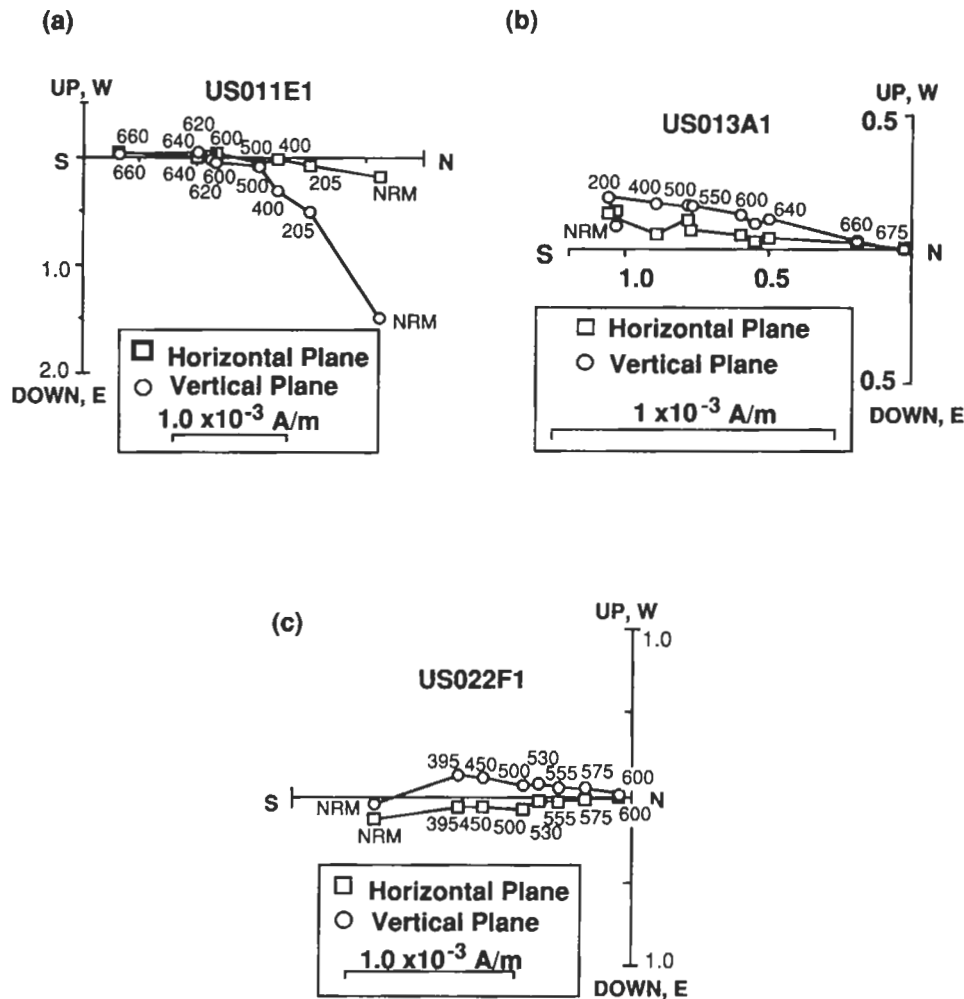 (a)
US011E1
UP, W
660 640 620 600 500 400
S N
660 640 620 600 500 400 205 205 NRM
NRM
1.0
2.0
DOWN, E
Horizontal Plane
Vertical Plane
1.0 x10⁻³ A/m
(b)
UP, W
0.5
US013A1
200 400 500 550 600 640 660 675
NRM
S N
1.0 0.5
0.5
DOWN, E
Horizontal Plane
Vertical Plane
1 x10⁻³ A/m
(c)
UP, W
1.0
US022F1
395 450 500 530 555 575 600
S N
NRM
NRM 395 450 500 530 555 575 600
1.0
DOWN, E
Horizontal Plane
Vertical Plane
1.0 x10⁻³ A/m